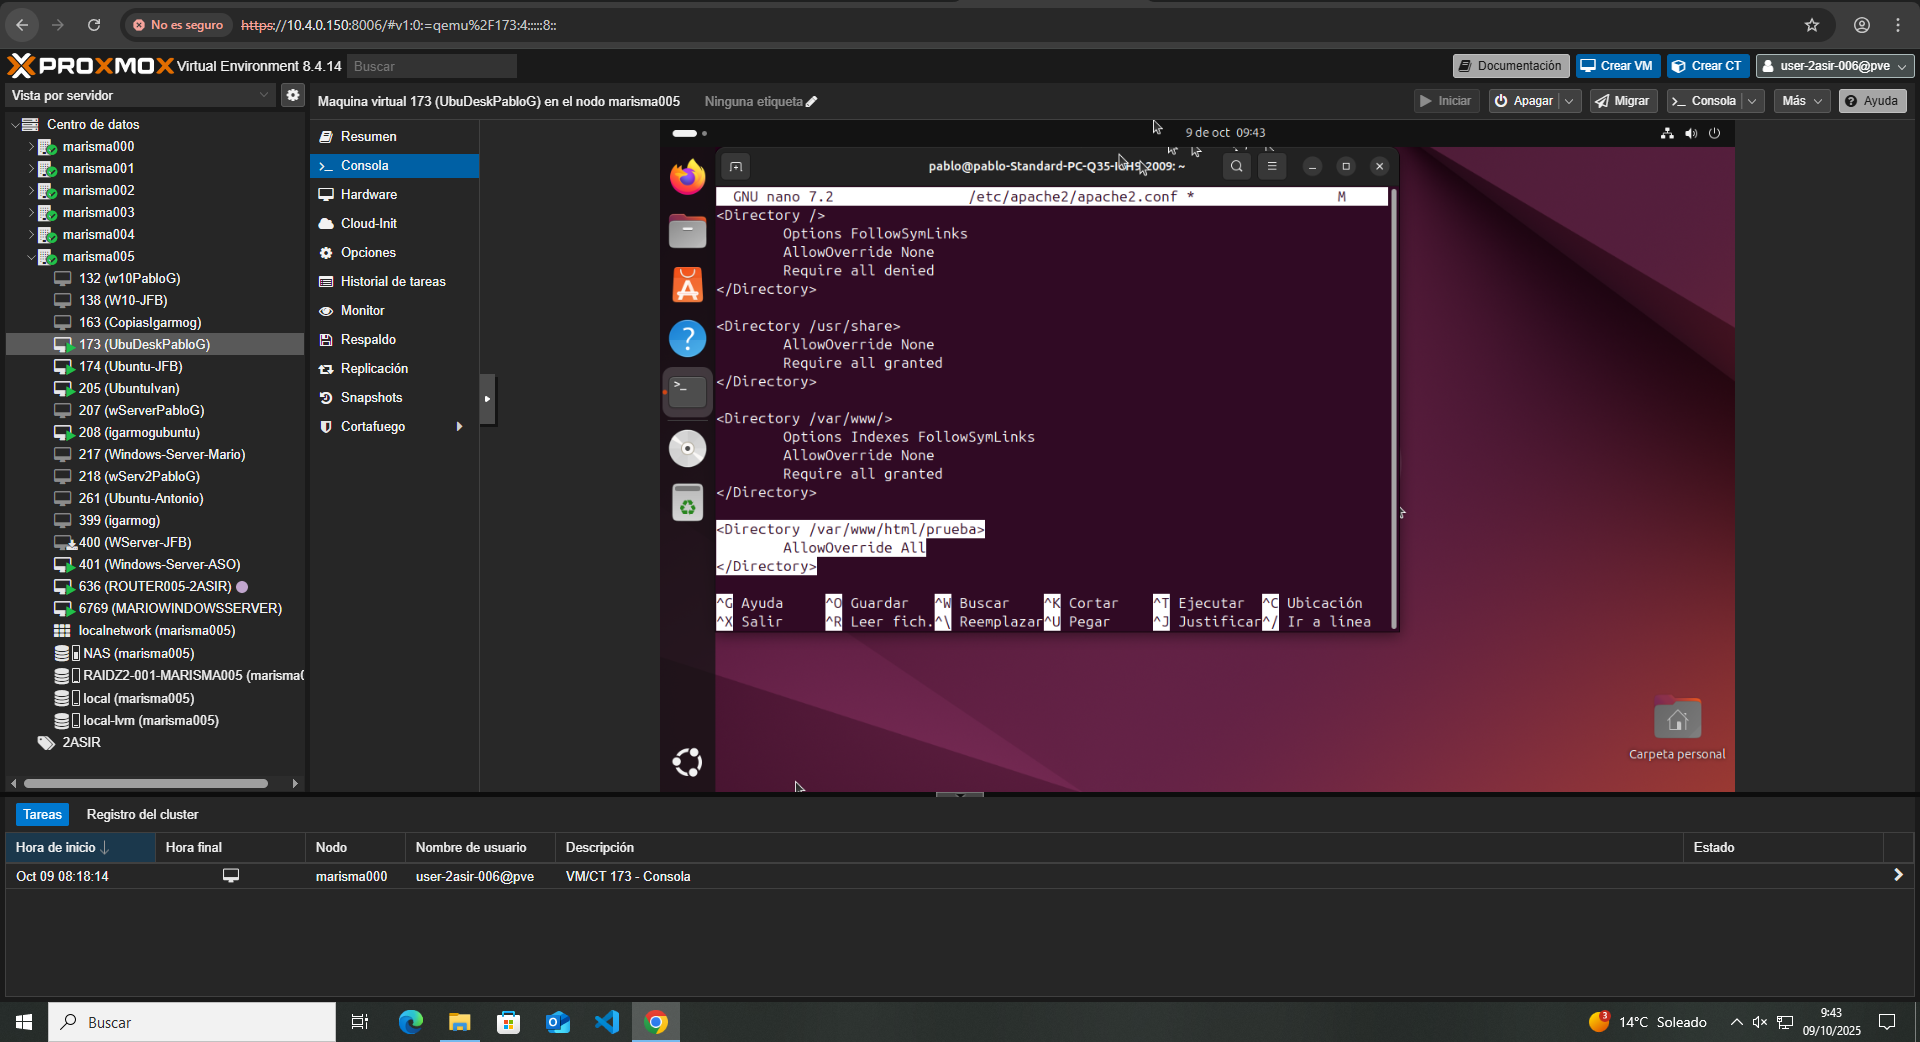 No es seguro
https://10.4.0.150:8006/#v1:0:=qemu%2F173:4:::::8::
PROXMOX Virtual Environment 8.4.14
Buscar
Documentación
Crear VM
Crear CT
user-2asir-006@pve
Vista por servidor
Maquina virtual 173 (UbuDeskPabloG) en el nodo marisma005
Ninguna etiqueta
Iniciar
Apagar
Migrar
Consola
Más
Ayuda
Centro de datos
marisma000
marisma001
marisma002
marisma003
marisma004
marisma005
132 (w10PabloG)
138 (W10-JFB)
163 (CopiasIgarmog)
173 (UbuDeskPabloG)
174 (Ubuntu-JFB)
205 (UbuntuIvan)
207 (wServerPabloG)
208 (igarmogubuntu)
217 (Windows-Server-Mario)
218 (wServ2PabloG)
261 (Ubuntu-Antonio)
399 (igarmog)
400 (WServer-JFB)
401 (Windows-Server-ASO)
636 (ROUTER005-2ASIR)
6769 (MARIOWINDOWSSERVER)
localnetwork (marisma005)
NAS (marisma005)
RAIDZ2-001-MARISMA005 (marisma0
local (marisma005)
local-lvm (marisma005)
2ASIR
Resumen
Consola
Hardware
Cloud-Init
Opciones
Historial de tareas
Monitor
Respaldo
Replicación
Snapshots
Cortafuego
9 de oct 09:43
pablo@pablo-Standard-PC-Q35-ICH9-2009: ~
GNU nano 7.2 /etc/apache2/apache2.conf * M
<Directory />
Options FollowSymLinks
AllowOverride None
Require all denied
</Directory>
<Directory /usr/share>
AllowOverride None
Require all granted
</Directory>
<Directory /var/www/>
Options Indexes FollowSymLinks
AllowOverride None
Require all granted
</Directory>
<Directory /var/www/html/prueba>
AllowOverride All
</Directory>
^G Ayuda ^O Guardar ^W Buscar ^K Cortar ^T Ejecutar ^C Ubicación
^X Salir ^R Leer fich. ^\ Reemplazar ^U Pegar ^J Justificar ^/ Ir a línea
Carpeta personal
Tareas
Registro del cluster
Hora de inicio Hora final Nodo Nombre de usuario Descripción Estado
Oct 09 08:18:14 marisma000 user-2asir-006@pve VM/CT 173 - Consola
Buscar
3
14°C Soleado
9:43
09/10/2025